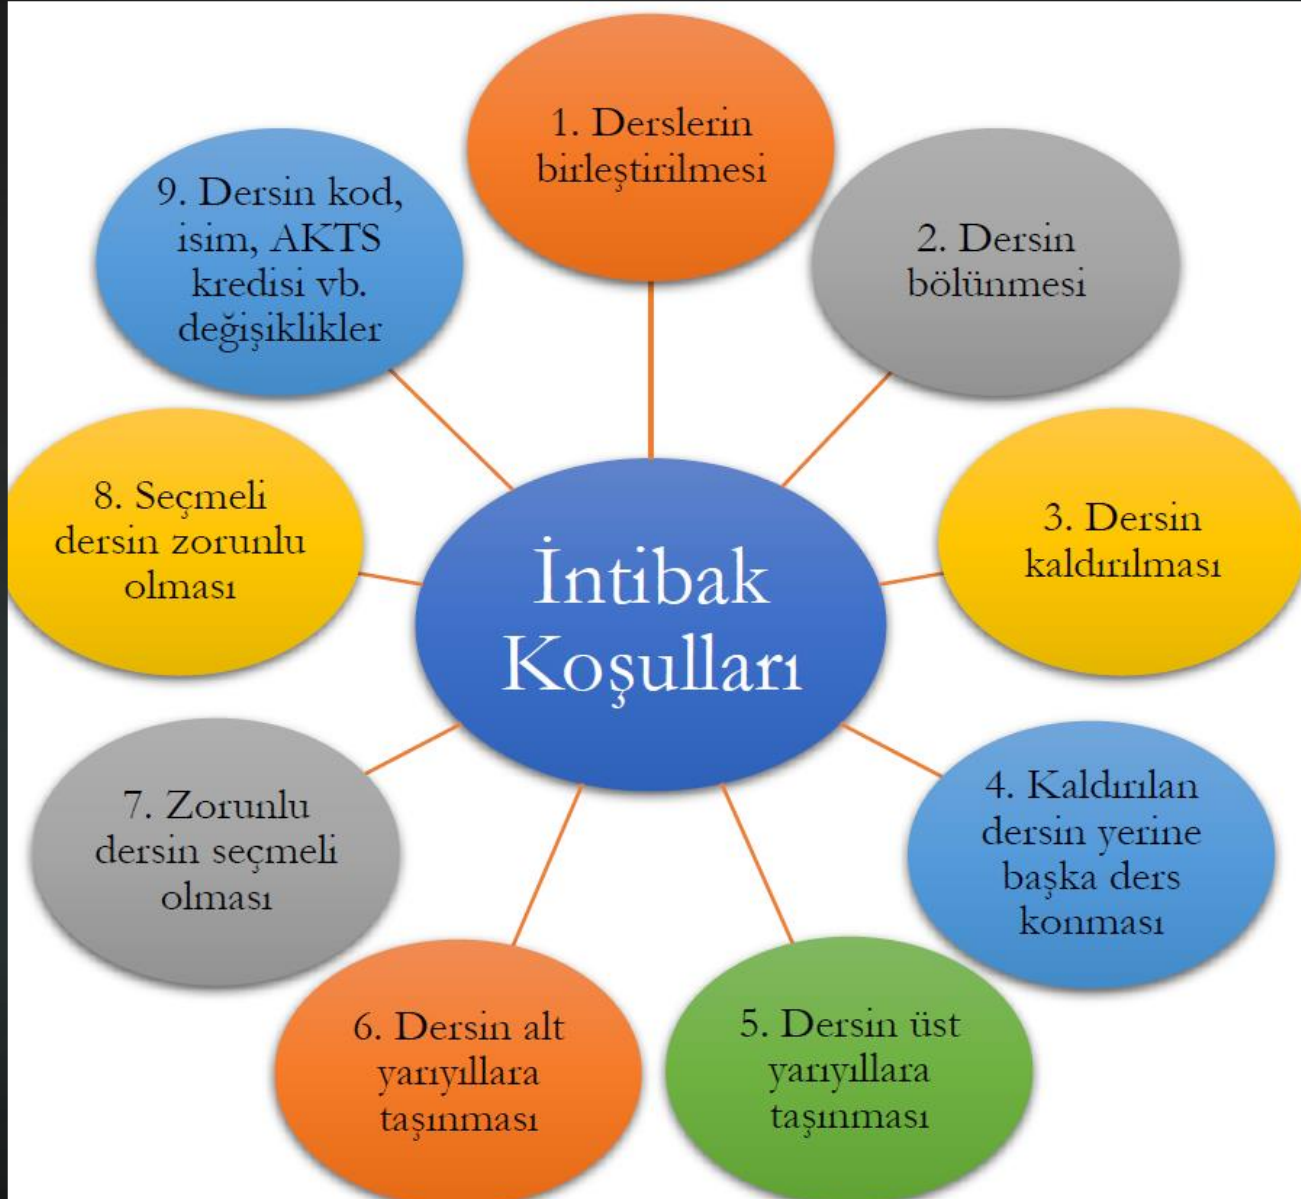 İntibak
Koşulları
1. Derslerin
birleştirilmesi
2. Dersin
bölünmesi
3. Dersin
kaldırılması
4. Kaldırılan
dersin yerine
başka ders
konması
5. Dersin üst
yarıyıllara
taşınması
6. Dersin alt
yarıyıllara
taşınması
7. Zorunlu
dersin seçmeli
olması
8. Seçmeli
dersin zorunlu
olması
9. Dersin kod,
isim, AKTS
kredisi vb.
değişiklikler